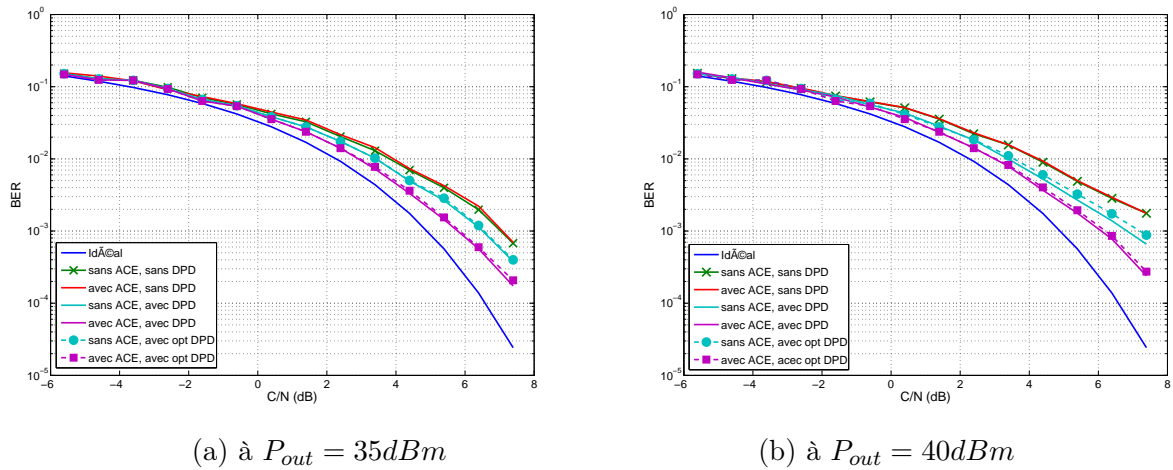 10^0
10^-1
10^-2
10^-3
10^-4
10^-5
BER
−6 −4 −2 0 2 4 6 8
C/N (dB)
IdÃ©al
sans ACE, sans DPD
avec ACE, sans DPD
sans ACE, avec DPD
avec ACE, avec DPD
sans ACE, avec opt DPD
avec ACE, avec opt DPD
(a) à P_out = 35dBm
10^0
10^-1
10^-2
10^-3
10^-4
10^-5
BER
−6 −4 −2 0 2 4 6 8
C/N (dB)
IdÃ©al
sans ACE, sans DPD
avec ACE, sans DPD
sans ACE, avec DPD
avec ACE, avec DPD
sans ACE, avec opt DPD
avec ACE, acec opt DPD
(b) à P_out = 40dBm